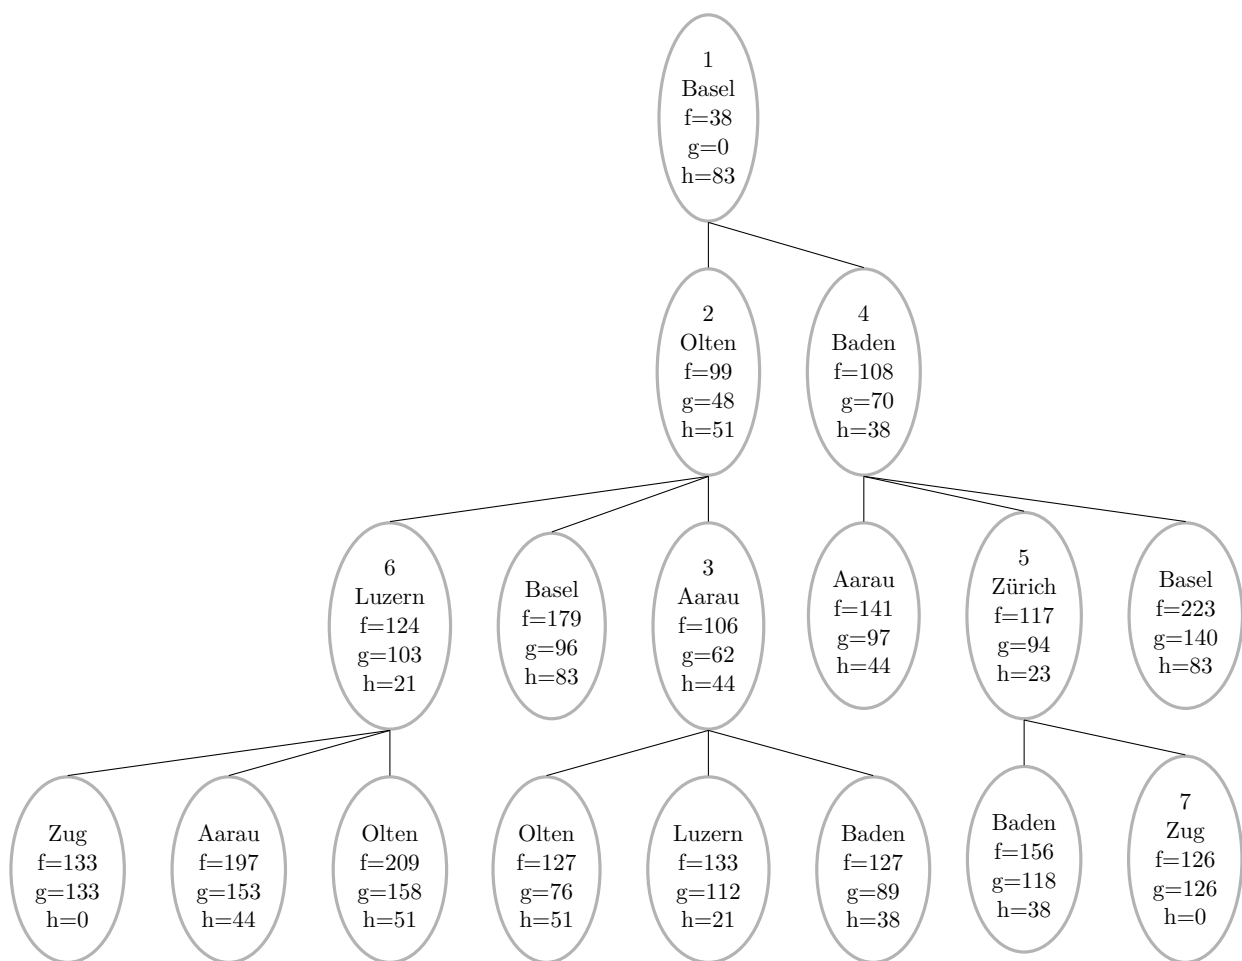 1
Basel
f=38
g=0
h=83
2
Olten
f=99
g=48
h=51
4
Baden
f=108
g=70
h=38
6
Luzern
f=124
g=103
h=21
Basel
f=179
g=96
h=83
3
Aarau
f=106
g=62
h=44
Aarau
f=141
g=97
h=44
5
Zürich
f=117
g=94
h=23
Basel
f=223
g=140
h=83
Zug
f=133
g=133
h=0
Aarau
f=197
g=153
h=44
Olten
f=209
g=158
h=51
Olten
f=127
g=76
h=51
Luzern
f=133
g=112
h=21
Baden
f=127
g=89
h=38
Baden
f=156
g=118
h=38
7
Zug
f=126
g=126
h=0